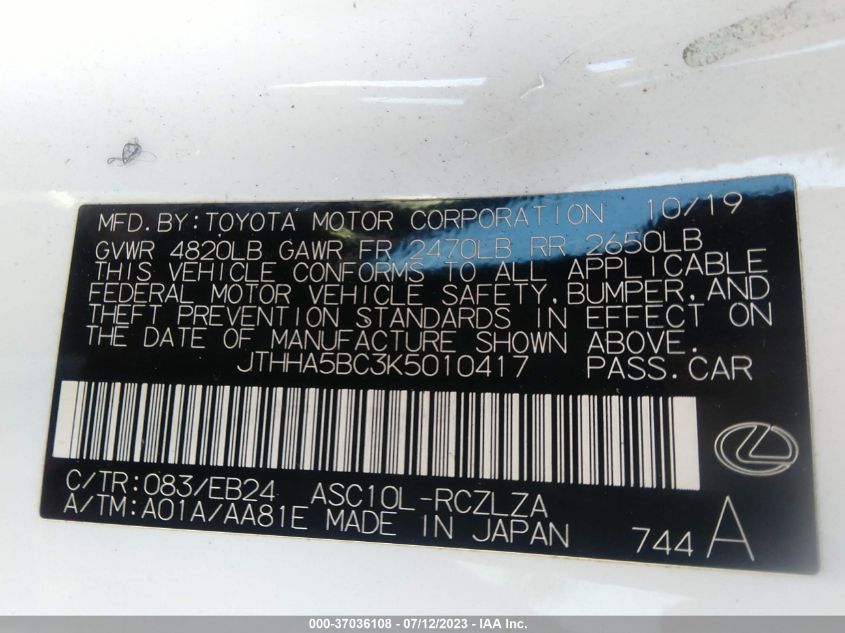 MFD.BY:TOYOTA MOTOR CORPORATION 10/19
GVWR 4820LB GAWR FR 2470LB RR 2650LB
THIS VEHICLE CONFORMS TO ALL APPLICABLE
FEDERAL MOTOR VEHICLE SAFETY,BUMPER,AND
THEFT PREVENTION STANDARDS IN EFFECT ON
THE DATE OF MANUFACTURE SHOWN ABOVE.
JTHHA5BC3K5010417 PASS.CAR
C/TR:083/EB24 ASC10L-RCZLZA
A/TM:A01A/AA81E MADE IN JAPAN 744A
000-37036108 - 07/12/2023 - IAA Inc.